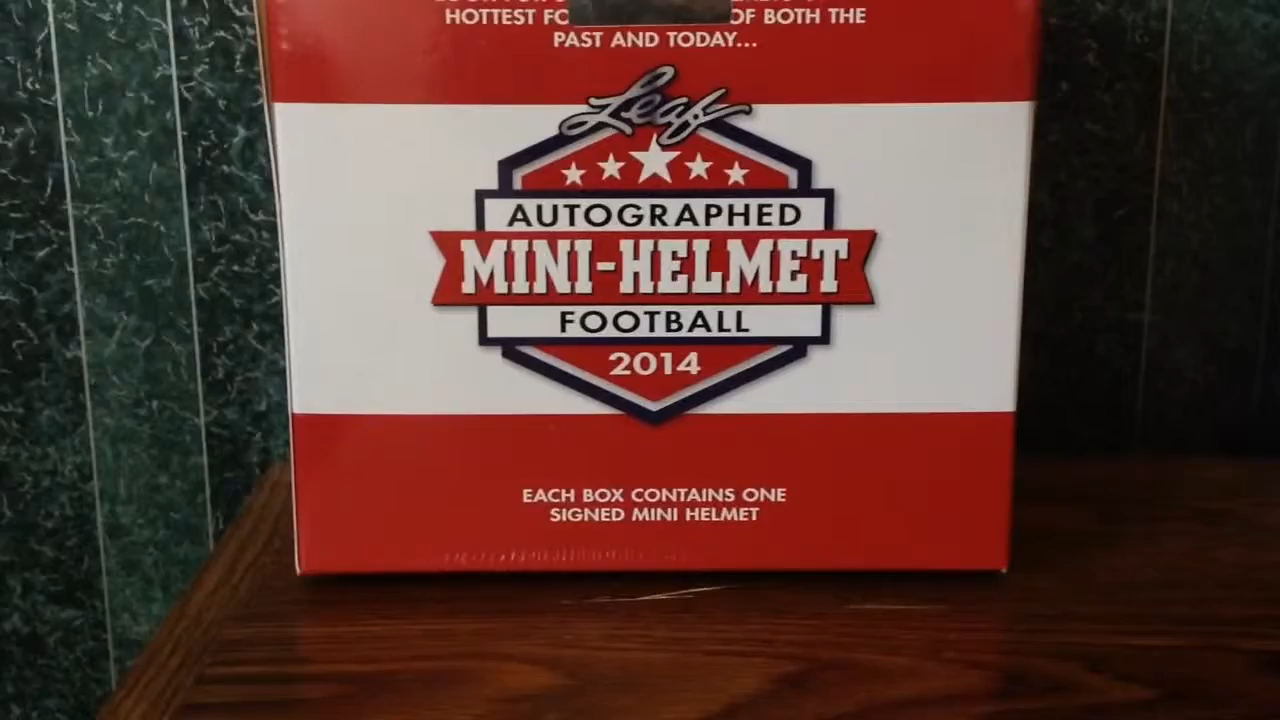 HOTTEST FO OF BOTH THE
PAST AND TODAY...
Leaf
AUTOGRAPHED
MINI-HELMET
FOOTBALL
2014
EACH BOX CONTAINS ONE
SIGNED MINI HELMET